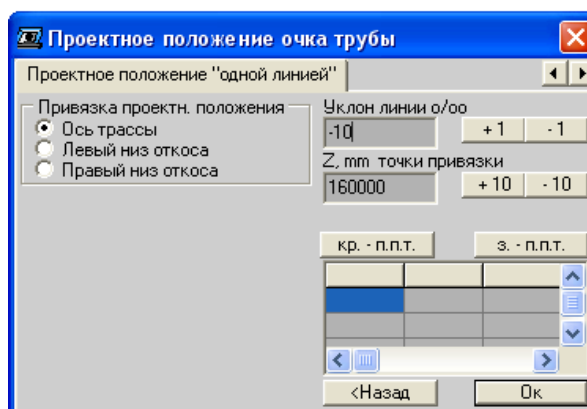 Проектное положение очка трубы
Проектное положение "одной линией"
Привязка проектн. положения
Ось трассы
Левый низ откоса
Правый низ откоса
Уклон линии о/оо
-10
+ 1
- 1
Z, mm точки привязки
160000
+ 10
- 10
кр. - п.п.т.
з. - п.п.т.
<Назад
Ок